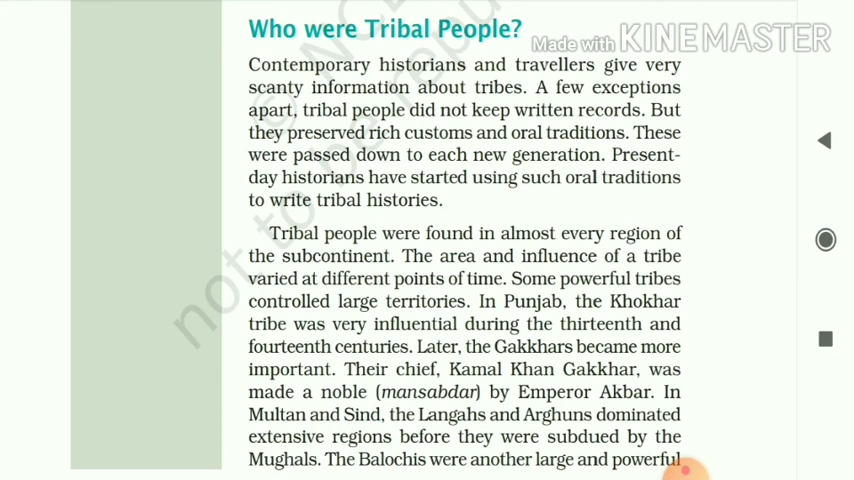 Who were Tribal People?
Made with KINEMASTER
Contemporary historians and travellers give very
scanty information about tribes. A few exceptions
apart, tribal people did not keep written records. But
they preserved rich customs and oral traditions. These
were passed down to each new generation. Present-
day historians have started using such oral traditions
to write tribal histories.
Tribal people were found in almost every region of
the subcontinent. The area and influence of a tribe
varied at different points of time. Some powerful tribes
controlled large territories. In Punjab, the Khokhar
tribe was very influential during the thirteenth and
fourteenth centuries. Later, the Gakkhars became more
important. Their chief, Kamal Khan Gakkhar, was
made a noble (mansabdar) by Emperor Akbar. In
Multan and Sind, the Langahs and Arghuns dominated
extensive regions before they were subdued by the
Mughals. The Balochis were another large and powerful
not to be repu